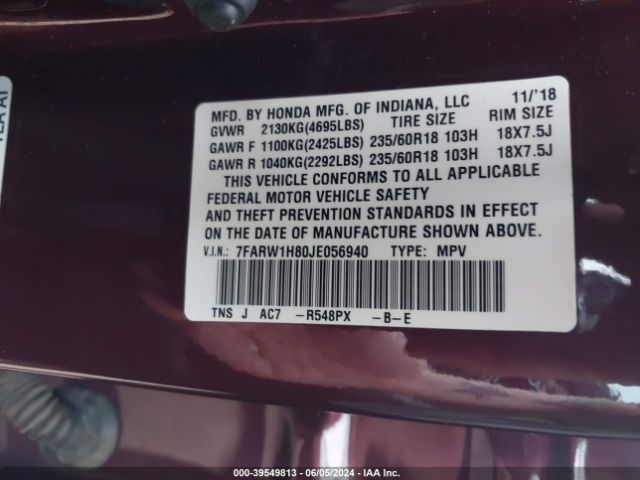 MFD. BY HONDA MFG. OF INDIANA, LLC 11/'18
GVWR 2130KG(4695LBS) TIRE SIZE RIM SIZE
GAWR F 1100KG(2425LBS) 235/60R18 103H 18X7.5J
GAWR R 1040KG(2292LBS) 235/60R18 103H 18X7.5J
THIS VEHICLE CONFORMS TO ALL APPLICABLE
FEDERAL MOTOR VEHICLE SAFETY
AND THEFT PREVENTION STANDARDS IN EFFECT
ON THE DATE OF MANUFACTURE SHOWN ABOVE.
V.I.N.: 7FARW1H80JE056940 TYPE: MPV
TNS J AC7 -R548PX -B-E
000-39549813 - 06/05/2024 - IAA Inc.